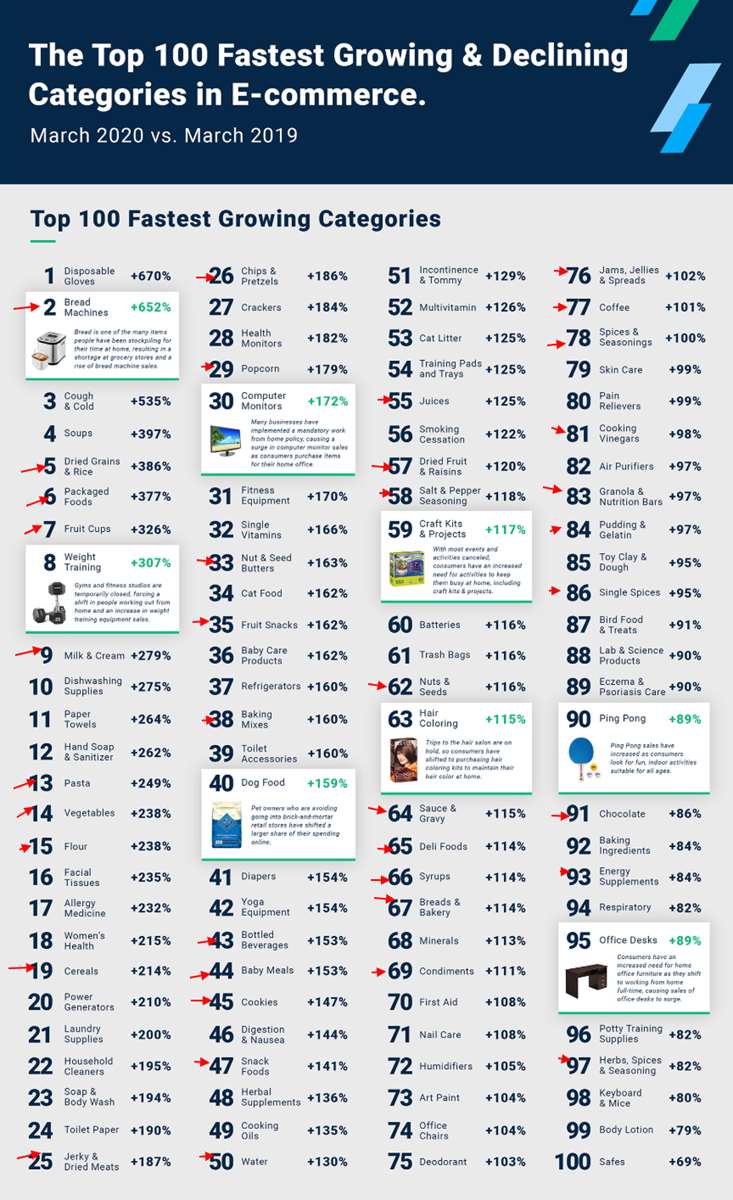 The Top 100 Fastest Growing & Declining
Categories in E-commerce.
March 2020 vs. March 2019
Top 100 Fastest Growing Categories
1 Disposable Gloves +670%
2 Bread Machines +652%
Bread is one of the many items
people have been stockpiling for
their time at home, resulting in a
shortage at grocery stores and a
rise of bread machine sales.
3 Cough & Cold +535%
4 Soups +397%
5 Dried Grains & Rice +386%
6 Packaged Foods +377%
7 Fruit Cups +326%
8 Weight Training +307%
Gyms and fitness studios are
temporarily closed, forcing a
shift in people working out from
home and an increase in weight
training equipment sales.
9 Milk & Cream +279%
10 Dishwashing Supplies +275%
11 Paper Towels +264%
12 Hand Soap & Sanitizer +262%
13 Pasta +249%
14 Vegetables +238%
15 Flour +238%
16 Facial Tissues +235%
17 Allergy Medicine +232%
18 Women's Health +215%
19 Cereals +214%
20 Power Generators +210%
21 Laundry Supplies +200%
22 Household Cleaners +195%
23 Soap & Body Wash +194%
24 Toilet Paper +190%
25 Jerky & Dried Meats +187%
26 Chips & Pretzels +186%
27 Crackers +184%
28 Health Monitors +182%
29 Popcorn +179%
30 Computer Monitors +172%
Many businesses have
implemented a mandatory work
from home policy, causing a
surge in computer monitor sales
as consumers purchase items
for their home office.
31 Fitness Equipment +170%
32 Single Vitamins +166%
33 Nut & Seed Butters +163%
34 Cat Food +162%
35 Fruit Snacks +162%
36 Baby Care Products +162%
37 Refrigerators +160%
38 Baking Mixes +160%
39 Toilet Accessories +160%
40 Dog Food +159%
Pet owners who are avoiding
going into brick-and-mortar
retail stores have shifted a
larger share of their spending
online.
41 Diapers +154%
42 Yoga Equipment +154%
43 Bottled Beverages +153%
44 Baby Meals +153%
45 Cookies +147%
46 Digestion & Nausea +144%
47 Snack Foods +141%
48 Herbal Supplements +136%
49 Cooking Oils +135%
50 Water +130%
51 Incontinence & Tommy +129%
52 Multivitamin +126%
53 Cat Litter +125%
54 Training Pads and Trays +125%
55 Juices +125%
56 Smoking Cessation +122%
57 Dried Fruit & Raisins +120%
58 Salt & Pepper Seasoning +118%
59 Craft Kits & Projects +117%
With most events and
activities canceled,
consumers have an increased
need for activities to keep
them busy at home, including
craft kits & projects.
60 Batteries +116%
61 Trash Bags +116%
62 Nuts & Seeds +116%
63 Hair Coloring +115%
Trips to the hair salon are on
hold, so consumers have
shifted to purchasing hair
coloring kits to maintain their
hair color at home.
64 Sauce & Gravy +115%
65 Deli Foods +114%
66 Syrups +114%
67 Breads & Bakery +114%
68 Minerals +113%
69 Condiments +111%
70 First Aid +108%
71 Nail Care +108%
72 Humidifiers +105%
73 Art Paint +104%
74 Office Chairs +104%
75 Deodorant +103%
76 Jams, Jellies & Spreads +102%
77 Coffee +101%
78 Spices & Seasonings +100%
79 Skin Care +99%
80 Pain Relievers +99%
81 Cooking Vinegars +98%
82 Air Purifiers +97%
83 Granola & Nutrition Bars +97%
84 Pudding & Gelatin +97%
85 Toy Clay & Dough +95%
86 Single Spices +95%
87 Bird Food & Treats +91%
88 Lab & Science Products +90%
89 Eczema & Psoriasis Care +90%
90 Ping Pong +89%
Ping Pong sales have
increased as consumers
look for fun, indoor activities
suitable for all ages.
91 Chocolate +86%
92 Baking Ingredients +84%
93 Energy Supplements +84%
94 Respiratory +82%
95 Office Desks +89%
Consumers have an
increased need for home
office furniture as they shift
to working from home
full-time, causing sales of
office desks to surge.
96 Potty Training Supplies +82%
97 Herbs, Spices & Seasoning +82%
98 Keyboard & Mice +80%
99 Body Lotion +79%
100 Safes +69%